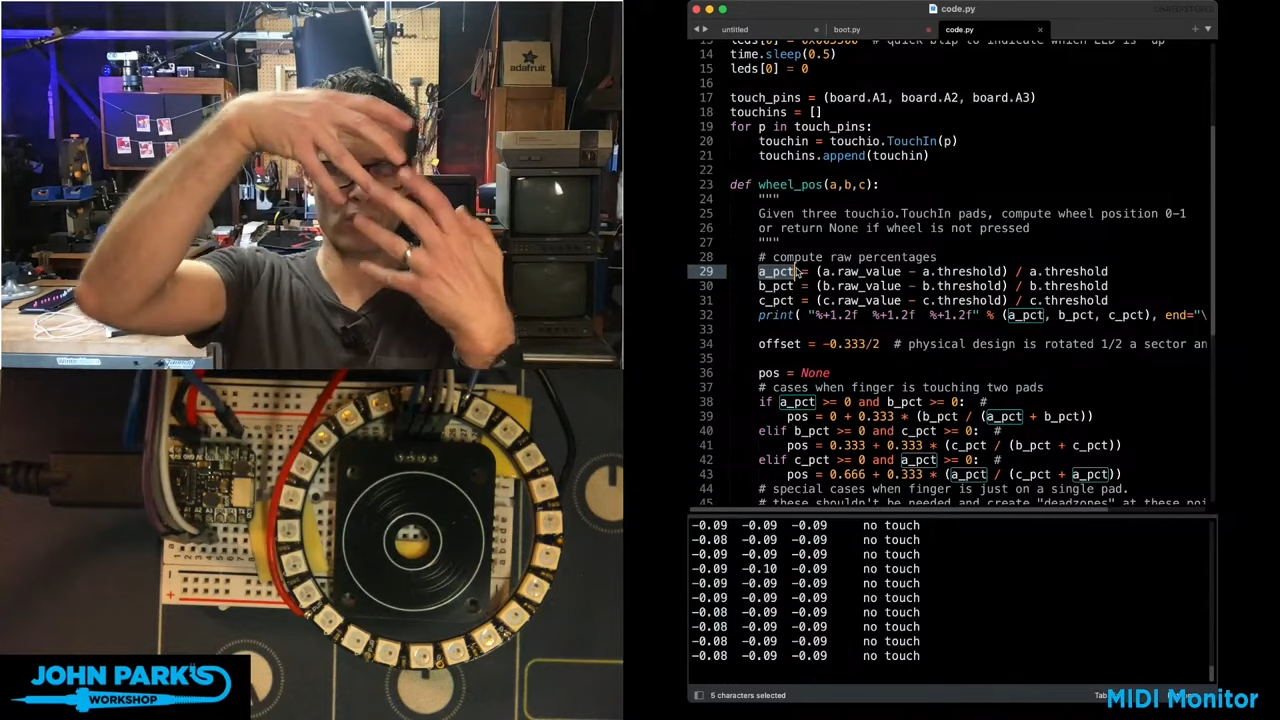 adafruit
JOHN PARK'S
WORKSHOP
code.py
untitled
boot.py
code.py
14 time.sleep(0.5)
15 leds[0] = 0
16
17 touch_pins = (board.A1, board.A2, board.A3)
18 touchins = []
19 for p in touch_pins:
20 touchin = touchio.TouchIn(p)
21 touchins.append(touchin)
22
23 def wheel_pos(a,b,c):
24 """
25 Given three touchio.TouchIn pads, compute wheel position 0-1
26 or return None if wheel is not pressed
27 """
28 # compute raw percentages
29 a_pct = (a.raw_value - a.threshold) / a.threshold
30 b_pct = (b.raw_value - b.threshold) / b.threshold
31 c_pct = (c.raw_value - c.threshold) / c.threshold
32 print( "%+1.2f %+1.2f %+1.2f" % (a_pct, b_pct, c_pct), end="\
33
34 offset = -0.333/2 # physical design is rotated 1/2 a sector an
35
36 pos = None
37 # cases when finger is touching two pads
38 if a_pct >= 0 and b_pct >= 0: #
39 pos = 0 + 0.333 * (b_pct / (a_pct + b_pct))
40 elif b_pct >= 0 and c_pct >= 0: #
41 pos = 0.333 + 0.333 * (c_pct / (b_pct + c_pct))
42 elif c_pct >= 0 and a_pct >= 0: #
43 pos = 0.666 + 0.333 * (a_pct / (c_pct + a_pct))
44 # special cases when finger is just on a single pad.
45 # these shouldn't be needed and create "deadzones" at these poi
-0.09 -0.09 -0.09 no touch
-0.08 -0.09 -0.09 no touch
-0.09 -0.09 -0.09 no touch
-0.09 -0.10 -0.09 no touch
-0.09 -0.09 -0.09 no touch
-0.09 -0.09 -0.09 no touch
-0.08 -0.09 -0.09 no touch
-0.08 -0.09 -0.09 no touch
-0.08 -0.09 -0.09 no touch
-0.08 -0.09 -0.09 no touch
5 characters selected
MIDI Monitor